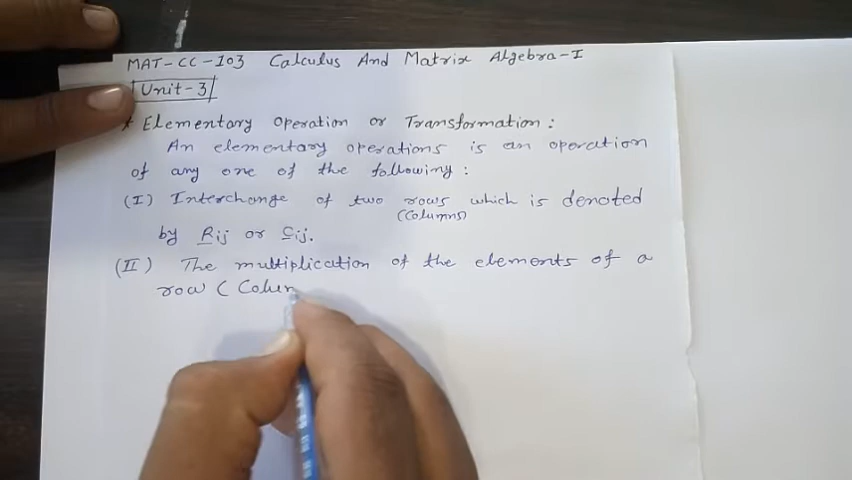 MAT-CC-103 Calculus And Matrix Algebra-I
Unit-3
* Elementary Operation or Transformation:
An elementary operations is an operation
of any one of the following:
(I) Interchange of two rows which is denoted
(Columns)
by Rij or Cij.
(II) The multiplication of the elements of a
row ( Colum